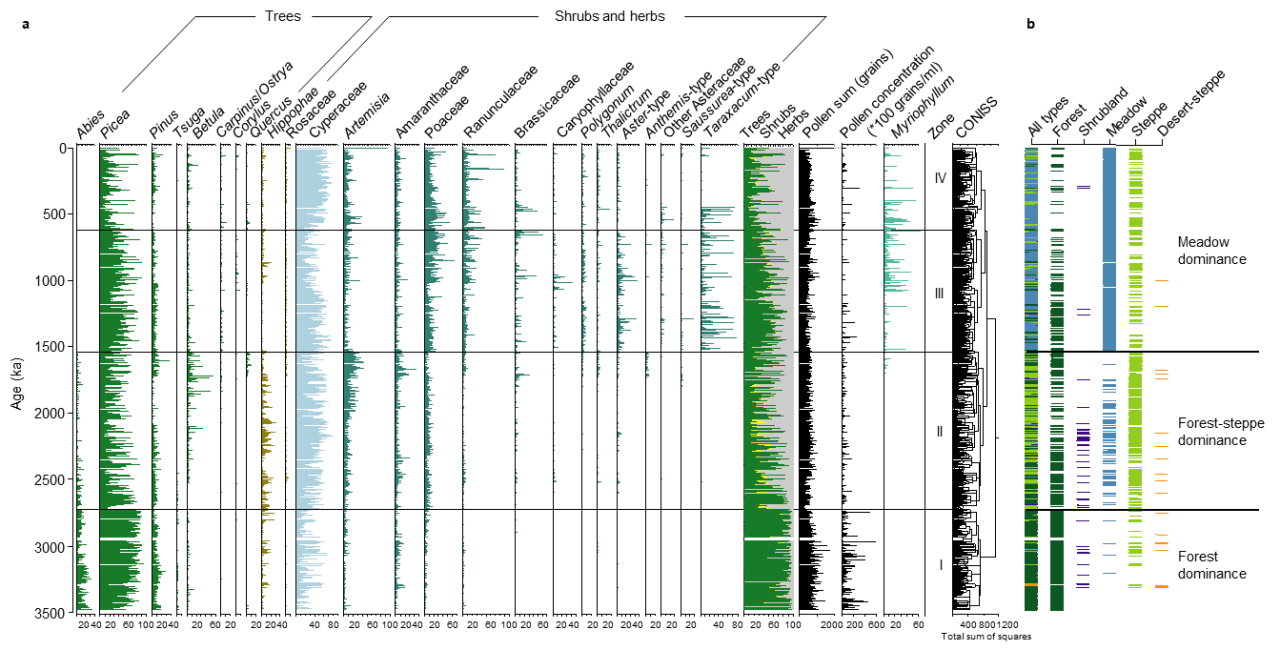 a
Trees
Shrubs and herbs
b
Abies
Picea
Pinus
Tsuga
Betula
Carpinus/Ostrya
Corylus
Quercus
Hippophae
Rosaceae
Cyperaceae
Artemisia
Amaranthaceae
Poaceae
Ranunculaceae
Brassicaceae
Caryophyllaceae
Polygonum
Thalictrum
Aster-type
Anthemis-type
Other Asteraceae
Saussurea-type
Taraxacum-type
Trees
Shrubs
Herbs
Pollen sum (grains)
Pollen concentration
(*100 grains/ml)
Myriophyllum
Zone
CONISS
All types
Forest
Shrubland
Meadow
Steppe
Desert-steppe
Age (ka)
0
500
1000
1500
2000
2500
3000
3500
IV
III
II
I
Meadow
dominance
Forest-steppe
dominance
Forest
dominance
20 40 20 40 60 80 100 20 40 20 20 40 20 20 20 20 40 20 40 80 20 40 60 80 20 40 20 40 60 20 40 60 80 20 40 60 20 40 20 20 20 40 20 20 20 20 40 60 20 40 60 80 100 2000 200 600 20 60 400 800 1200
Total sum of squares